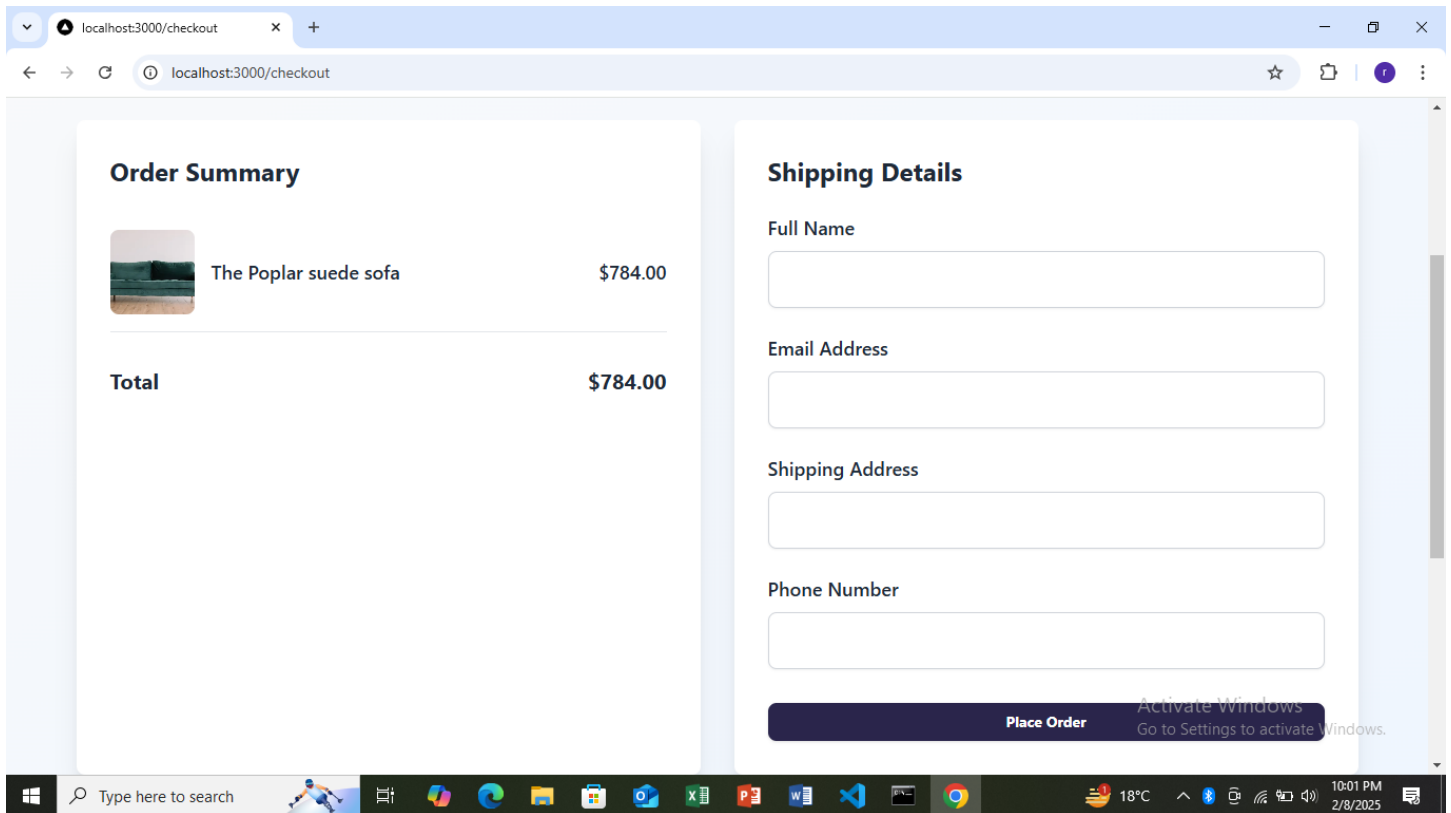 localhost:3000/checkout
localhost:3000/checkout
r
Order Summary
The Poplar suede sofa $784.00
Total $784.00
Shipping Details
Full Name
Email Address
Shipping Address
Phone Number
Place Order
Activate Windows
Go to Settings to activate Windows.
Type here to search
1
18°C
10:01 PM
2/8/2025